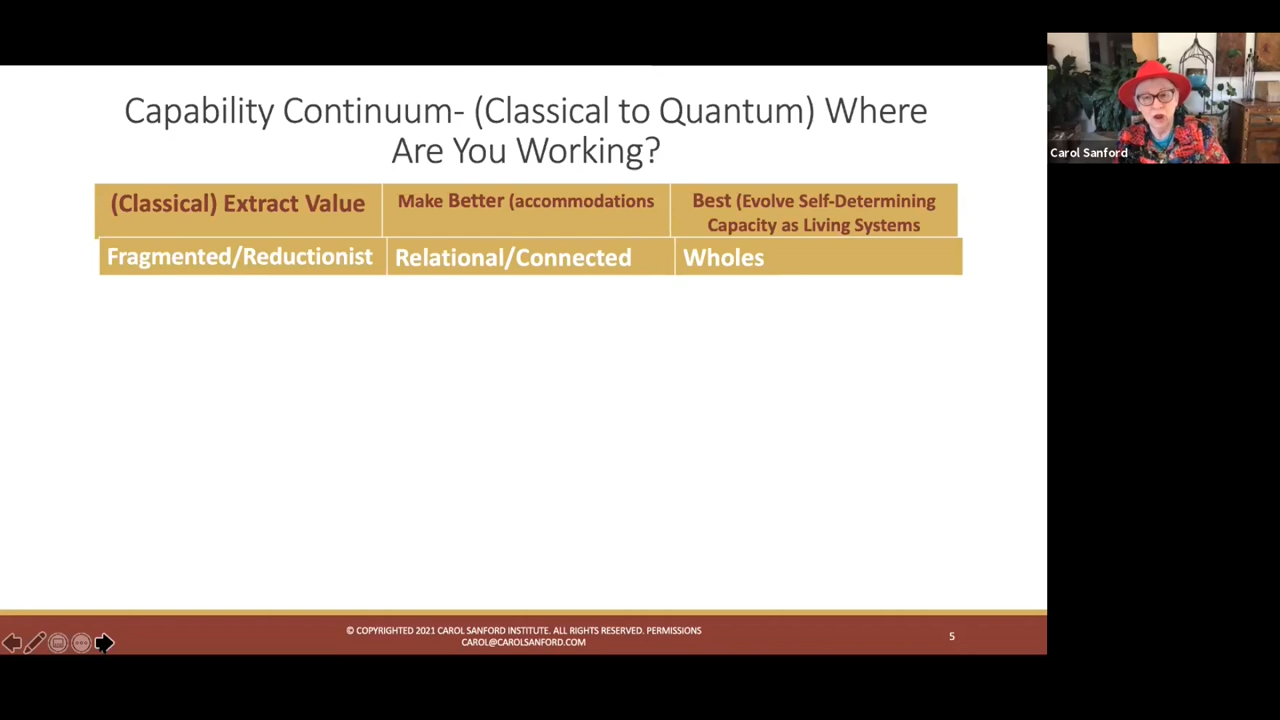 Capability Continuum- (Classical to Quantum) Where
Are You Working?
(Classical) Extract Value
Make Better (accommodations
Best (Evolve Self-Determining
Capacity as Living Systems
Fragmented/Reductionist
Relational/Connected
Wholes
© COPYRIGHTED 2021 CAROL SANFORD INSTITUTE. ALL RIGHTS RESERVED. PERMISSIONS
CAROL@CAROLSANFORD.COM
5
Carol Sanford